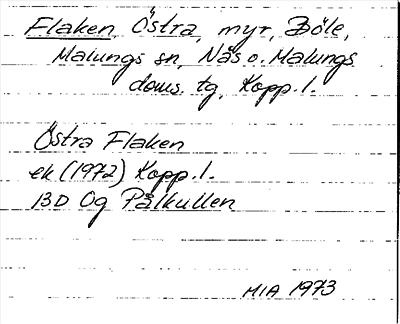 Flaken, Östra, myr, Böle,
Malungs sn, Nås o. Malungs
doms. tg, Kopp. l.
Östra Flaken
ek (1972) Kopp. l.
13D 0g Pålkullen
MIA 1973